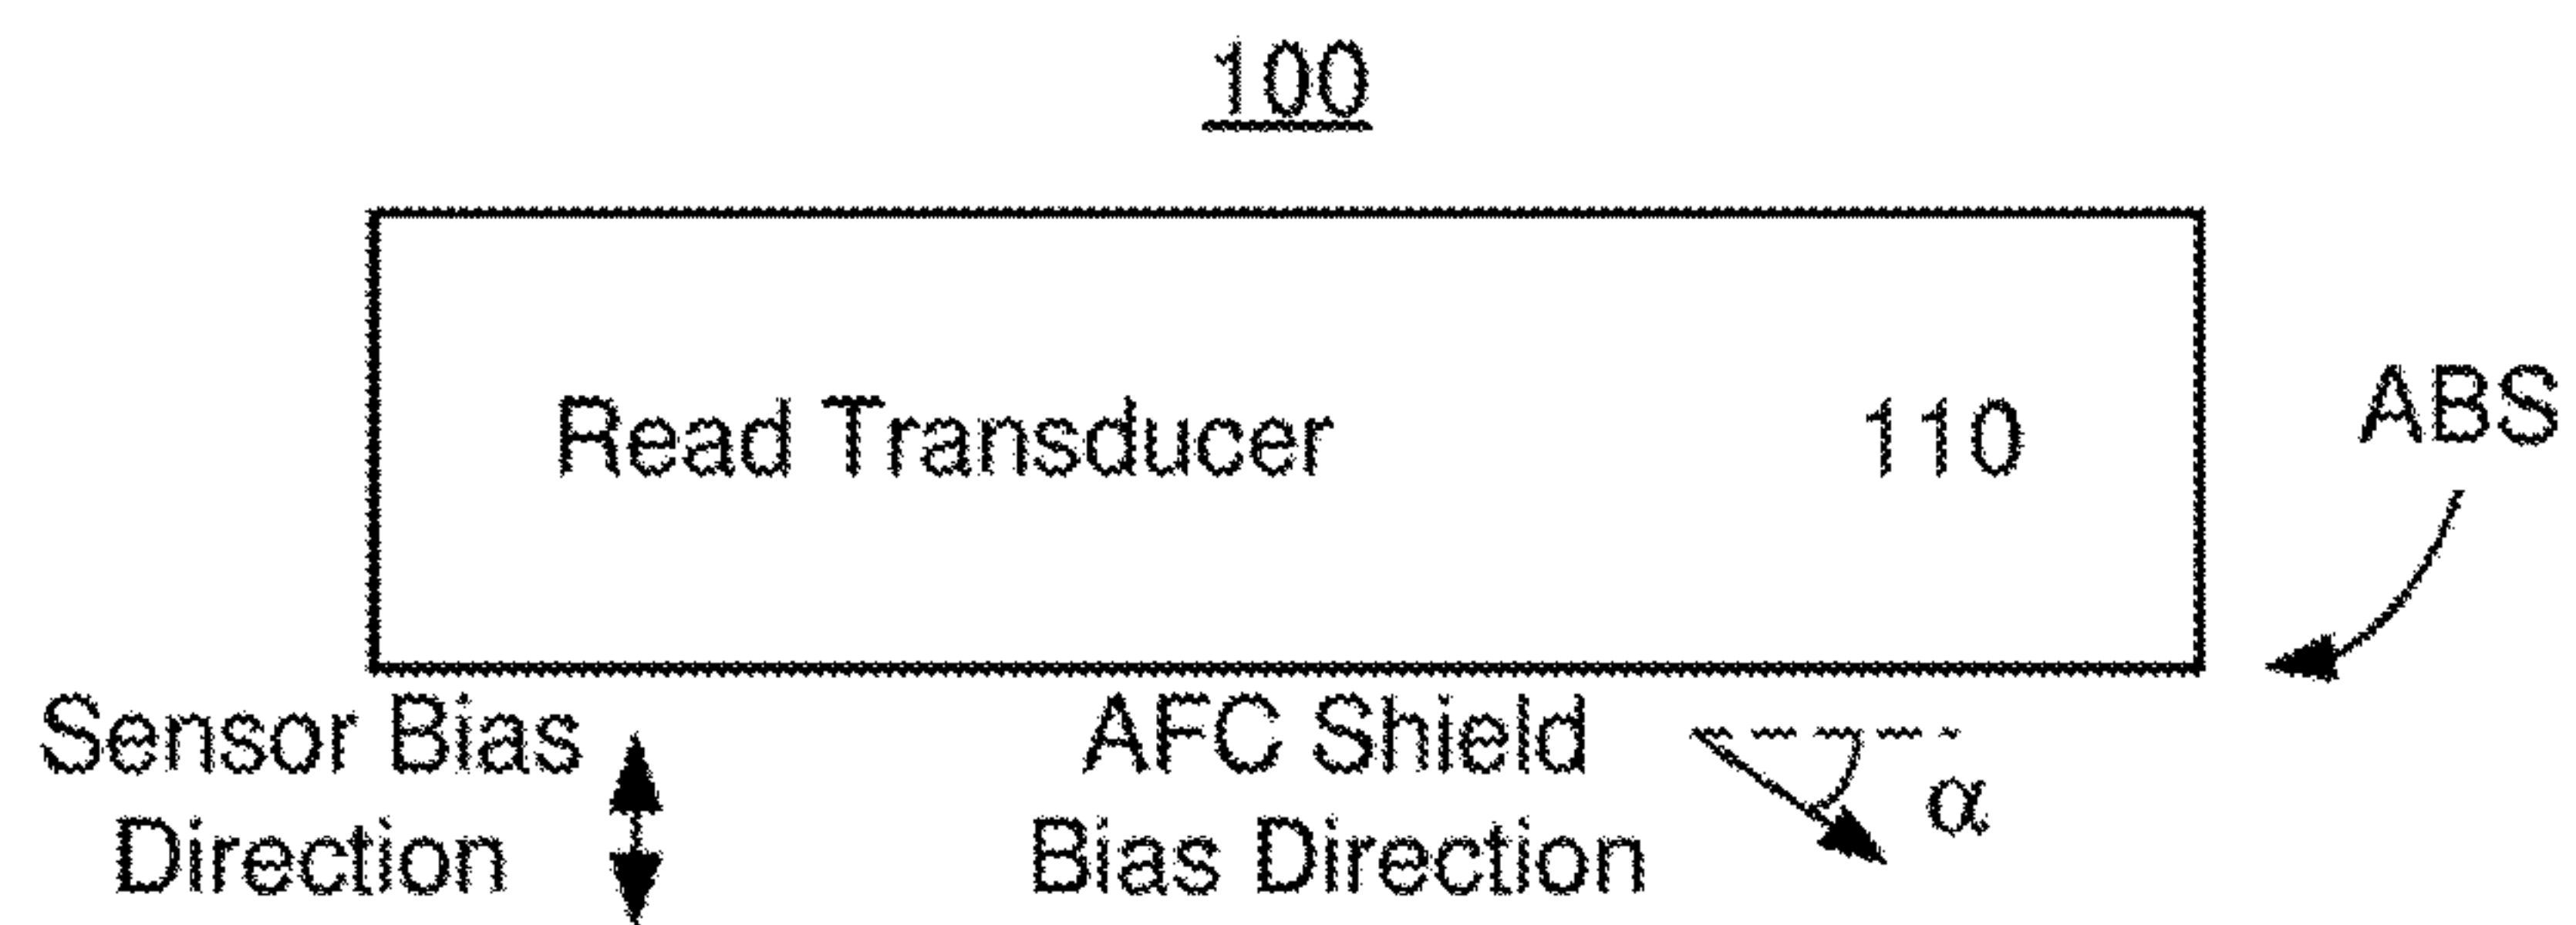 100
Read Transducer 110
ABS
Sensor Bias
Direction
AFC Shield
Bias Direction
α